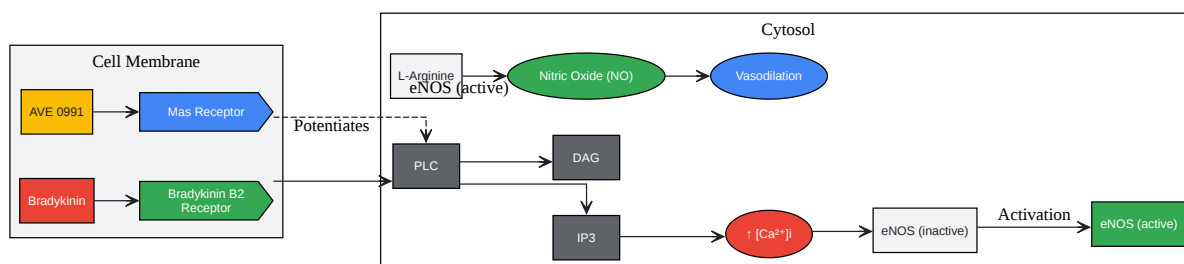 Cell Membrane
AVE 0991
Mas Receptor
Bradykinin
Bradykinin B2
Receptor
Potentiates
Cytosol
L-Arginine
eNOS (active)
Nitric Oxide (NO)
Vasodilation
PLC
DAG
IP3
↑ [Ca²⁺]i
eNOS (inactive)
Activation
eNOS (active)